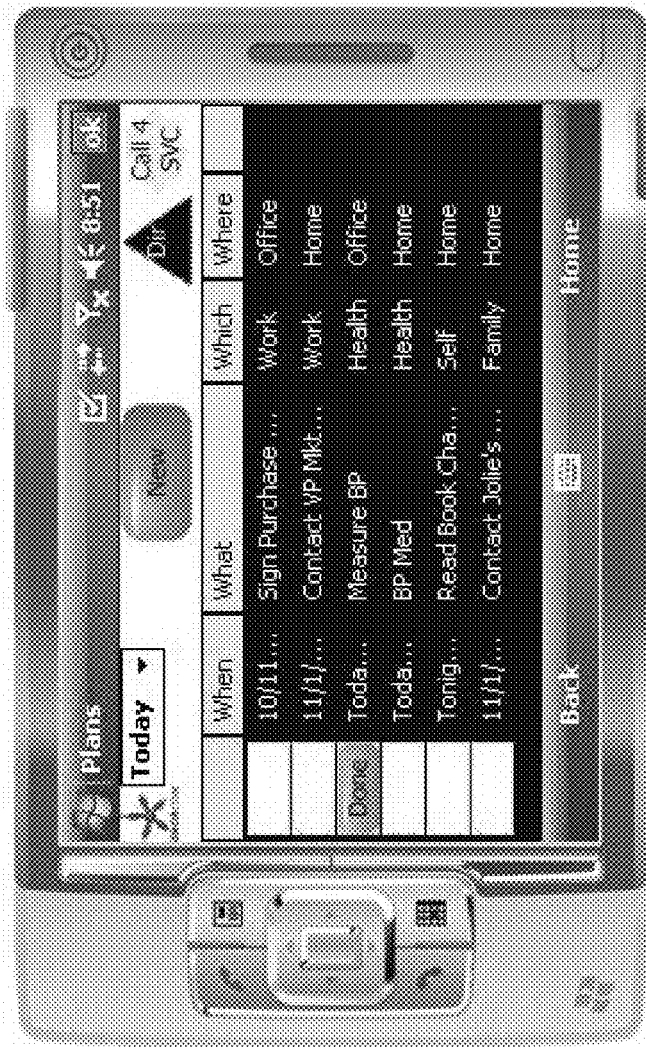 Plans 8:51 ok
Today New Call 4
SVC
When What Which Where
10/11... Sign Purchase ... Work Office
11/1/... Contact VP Mkt... Work Home
Done Toda... Measure BP Health Office
Toda... BP Med Health Home
Tonig... Read Book Cha... Self Home
11/1/... Contact Jolie's ... Family Home
Back Home